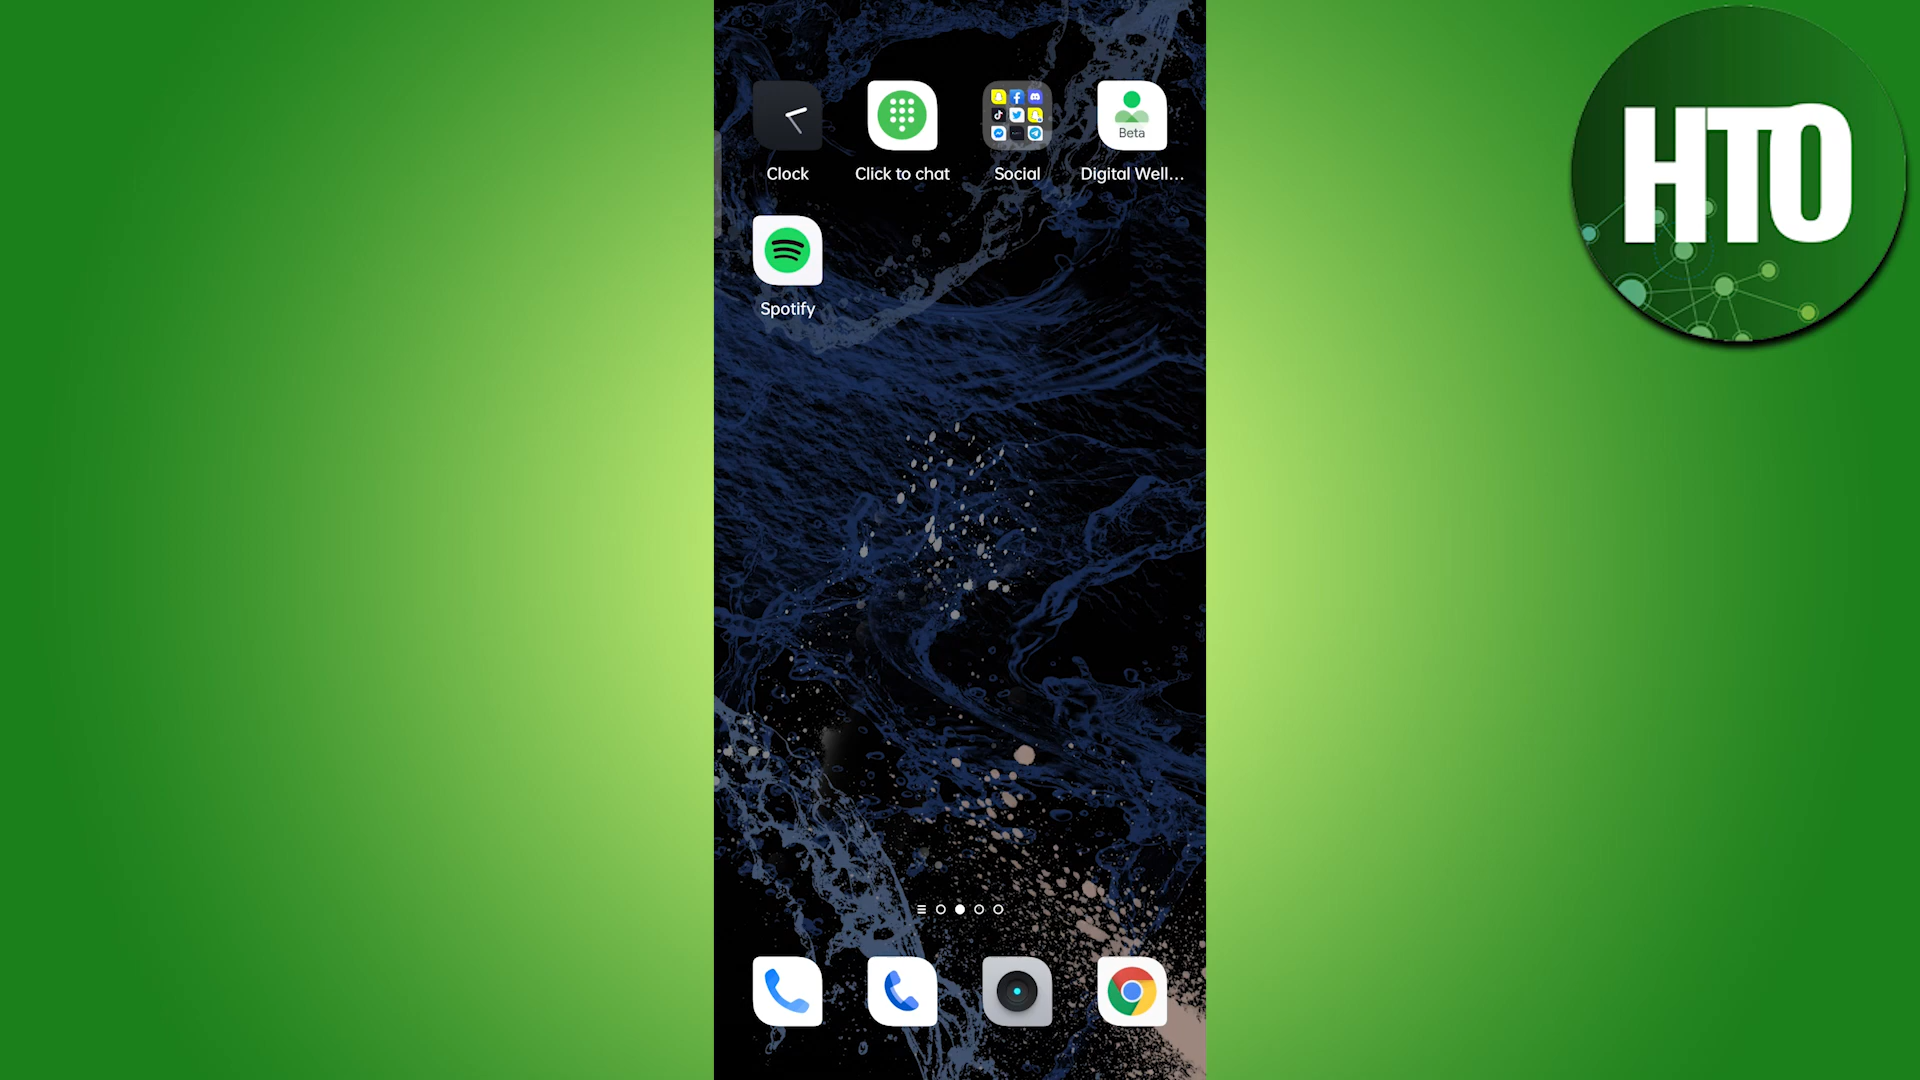 HTO
Beta
Clock
Click to chat
Social
Digital Well...
Spotify